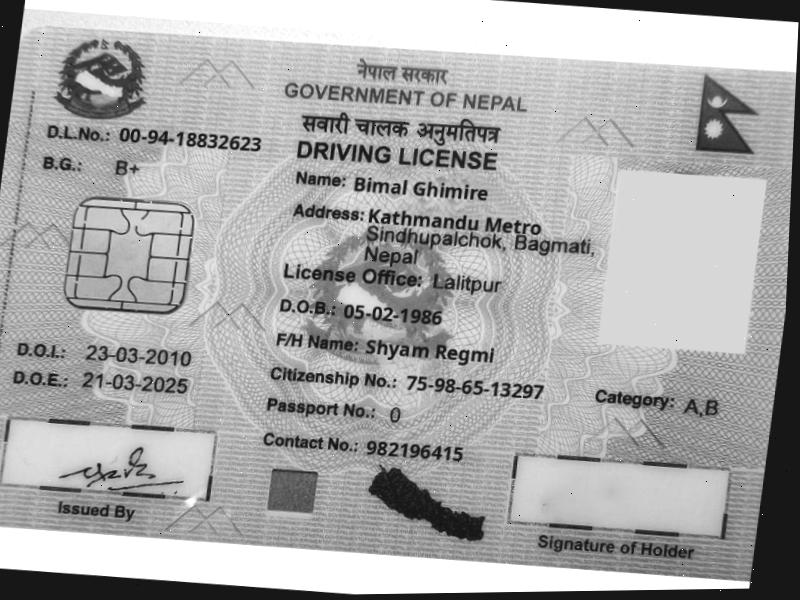 नेपाल सरकार
GOVERNMENT OF NEPAL
सवारी चालक अनुमतिपत्र
DRIVING LICENSE
D.L.No.: 00-94-18832623
B.G.: B+
Name: Bimal Ghimire
Address: Kathmandu Metro
Sindhupalchok, Bagmati,
Nepal
License Office: Lalitpur
D.O.B.: 05-02-1986
F/H Name: Shyam Regmi
D.O.I.: 23-03-2010
D.O.E.: 21-03-2025
Citizenship No.: 75-98-65-13297
Category: A,B
Passport No.: 0
Contact No.: 982196415
Issued By
Signature of Holder